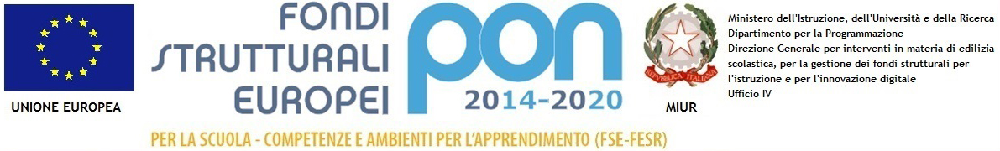 UNIONE EUROPEA
FONDI
STRUTTURALI
EUROPEI
pon
2014-2020
PER LA SCUOLA - COMPETENZE E AMBIENTI PER L'APPRENDIMENTO (FSE-FESR)
REPVBBLICA ITALIANA
MIUR
Ministero dell'Istruzione, dell'Università e della Ricerca
Dipartimento per la Programmazione
Direzione Generale per interventi in materia di edilizia
scolastica, per la gestione dei fondi strutturali per
l'istruzione e per l'innovazione digitale
Ufficio IV